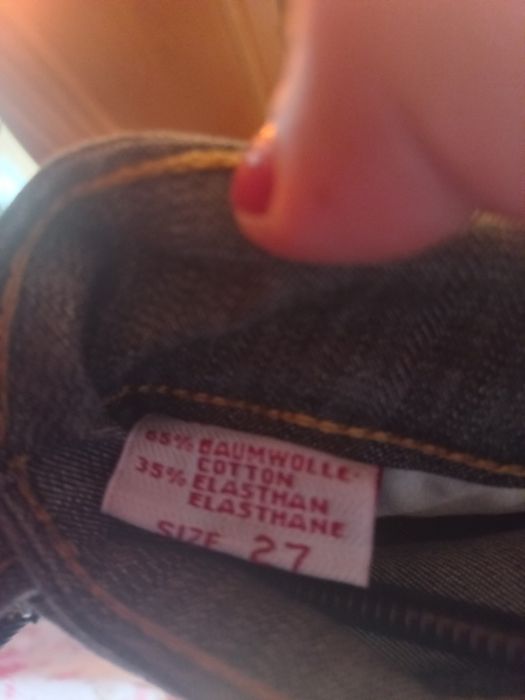 65% BAUMWOLLE-
COTTON
35% ELASTHAN
ELASTHANE
SIZE 27